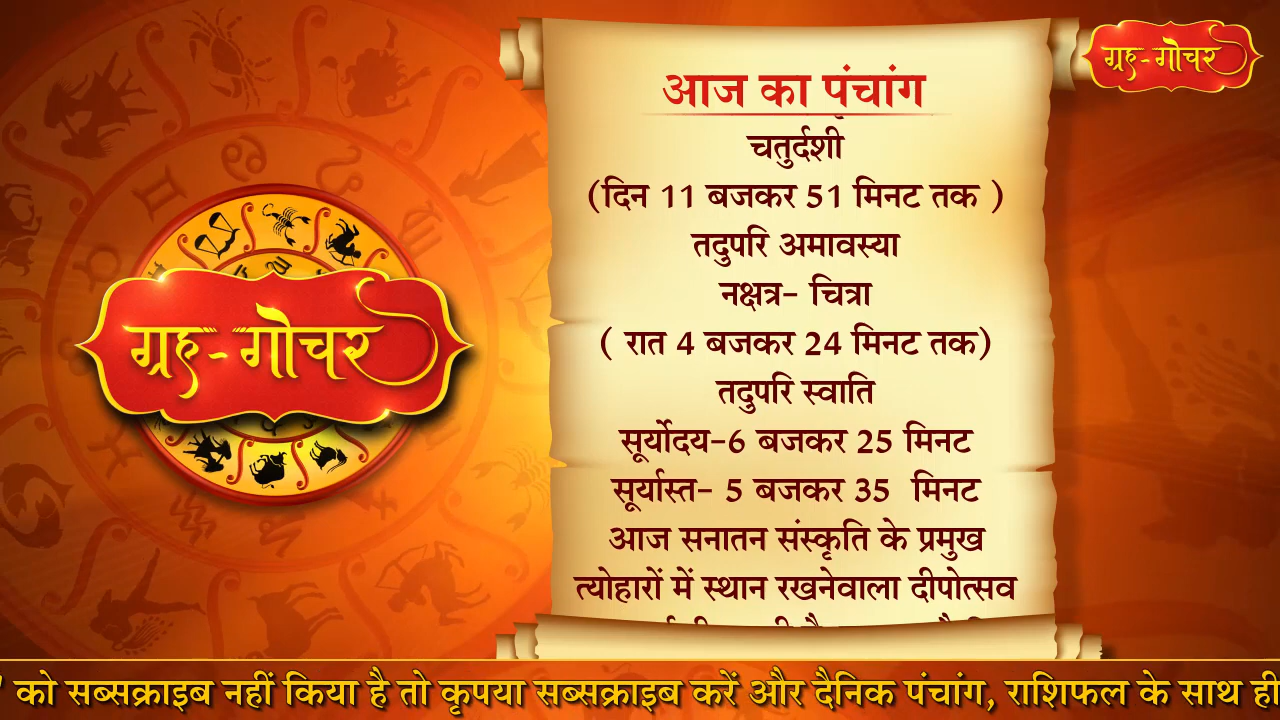 ग्रह-गोचर
आज का पंचांग
चतुर्दशी
(दिन 11 बजकर 51 मिनट तक )
तदुपरि अमावस्या
नक्षत्र- चित्रा
( रात 4 बजकर 24 मिनट तक)
तदुपरि स्वाति
सूर्योदय-6 बजकर 25 मिनट
सूर्यास्त- 5 बजकर 35 मिनट
आज सनातन संस्कृति के प्रमुख
त्योहारों में स्थान रखनेवाला दीपोत्सव
ग्रह-गोचर
को सब्सक्राइब नहीं किया है तो कृपया सब्सक्राइब करें और दैनिक पंचांग, राशिफल के साथ ही